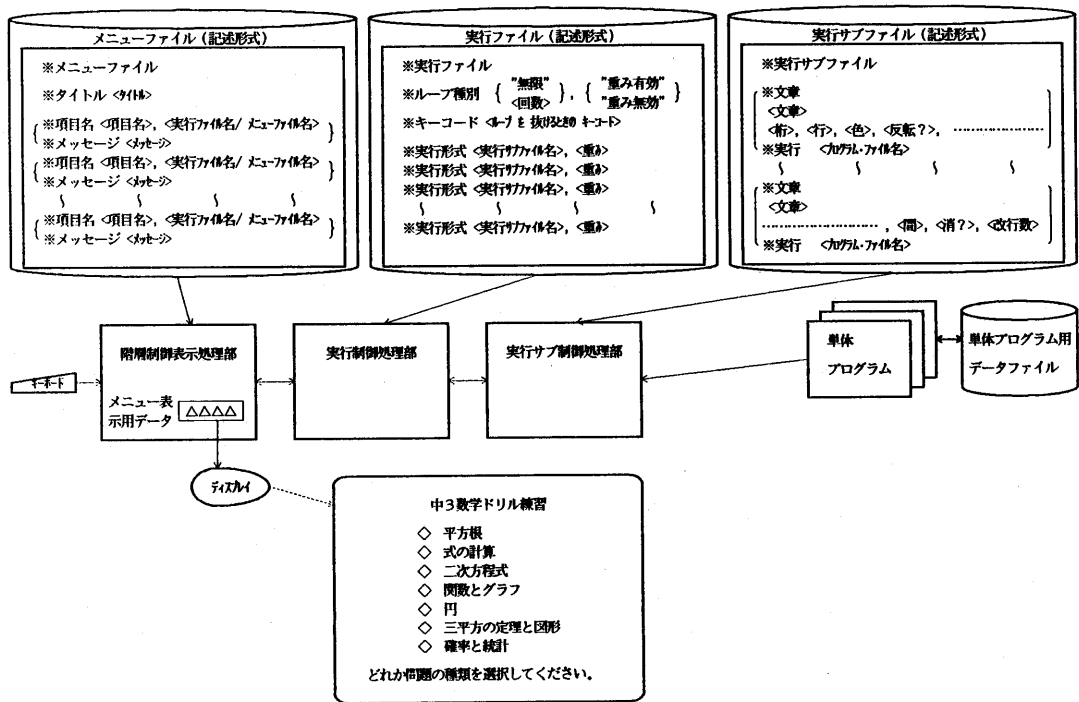 メニューファイル(記述形式)
※メニューファイル
※タイトル <タイトル>
※項目名 <項目名>, <実行ファイル名/ メニューファイル名>
※メッセージ <メッセージ>
※項目名 <項目名>, <実行ファイル名/ メニューファイル名>
※メッセージ <メッセージ>
※項目名 <項目名>, <実行ファイル名/ メニューファイル名>
※メッセージ <メッセージ>
実行ファイル(記述形式)
※実行ファイル
※ループ種別 { "無限" <回数> }, { "重み有効" "重み無効" }
※キーコード <ループを抜けるときの キーコード>
※実行形式 <実行サブファイル名>, <重み>
※実行形式 <実行サブファイル名>, <重み>
※実行形式 <実行サブファイル名>, <重み>
※実行形式 <実行サブファイル名>, <重み>
実行サブファイル(記述形式)
※実行サブファイル
※文章
<文章>
<桁>, <行>, <色>, <反転?>, ………………
※実行 <プログラム・ファイル名>
※文章
<文章>
………………, <間>, <消?>, <改行数>
※実行 <プログラム・ファイル名>
キーボード
階層制御表示処理部
メニュー表
示用データ
△△△△
実行制御処理部
実行サブ制御処理部
単体
プログラム
単体プログラム用
データファイル
ディスプレイ
中3数学ドリル練習
◇ 平方根
◇ 式の計算
◇ 二次方程式
◇関数とグラフ
◇ 円
◇ 三平方の定理と図形
◇ 確率と統計
どれか問題の種類を選択してください。